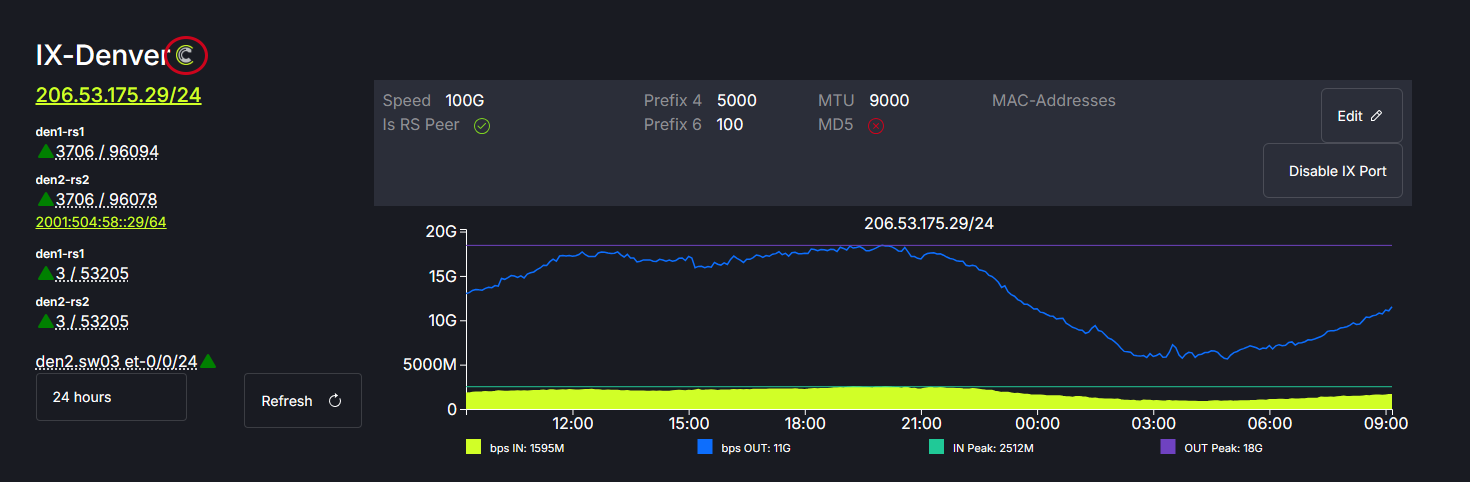 IX-Denver
206.53.175.29/24
den1-rs1
3706 / 96094
den2-rs2
3706 / 96078
2001:504:58::29/64
den1-rs1
3 / 53205
den2-rs2
3 / 53205
den2.sw03 et-0/0/24
24 hours
Refresh
Speed 100G
Is RS Peer
Prefix 4 5000
Prefix 6 100
MTU 9000
MD5
MAC-Addresses
Edit
Disable IX Port
206.53.175.29/24
20G
15G
10G
5000M
0
12:00 15:00 18:00 21:00 00:00 03:00 06:00 09:00
bps IN: 1595M bps OUT: 11G IN Peak: 2512M OUT Peak: 18G